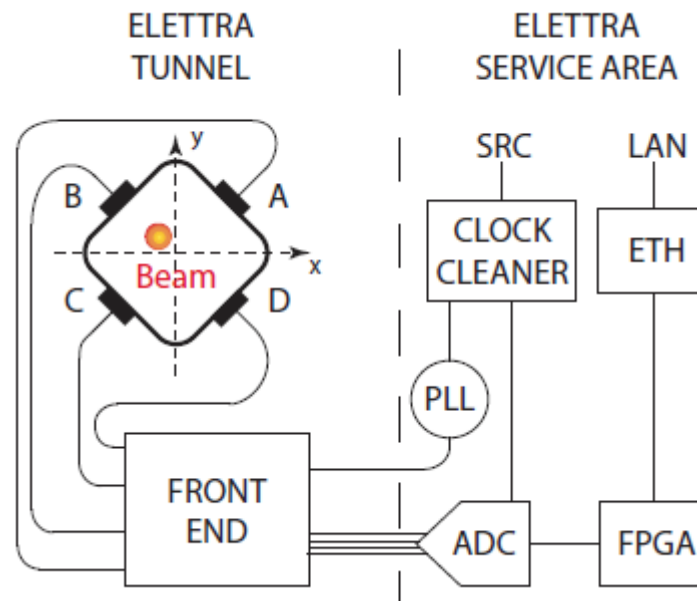 ELETTRA
TUNNEL
ELETTRA
SERVICE AREA
y
SRC
LAN
B
A
CLOCK
CLEANER
ETH
x
Beam
C
D
PLL
FRONT
END
ADC
FPGA